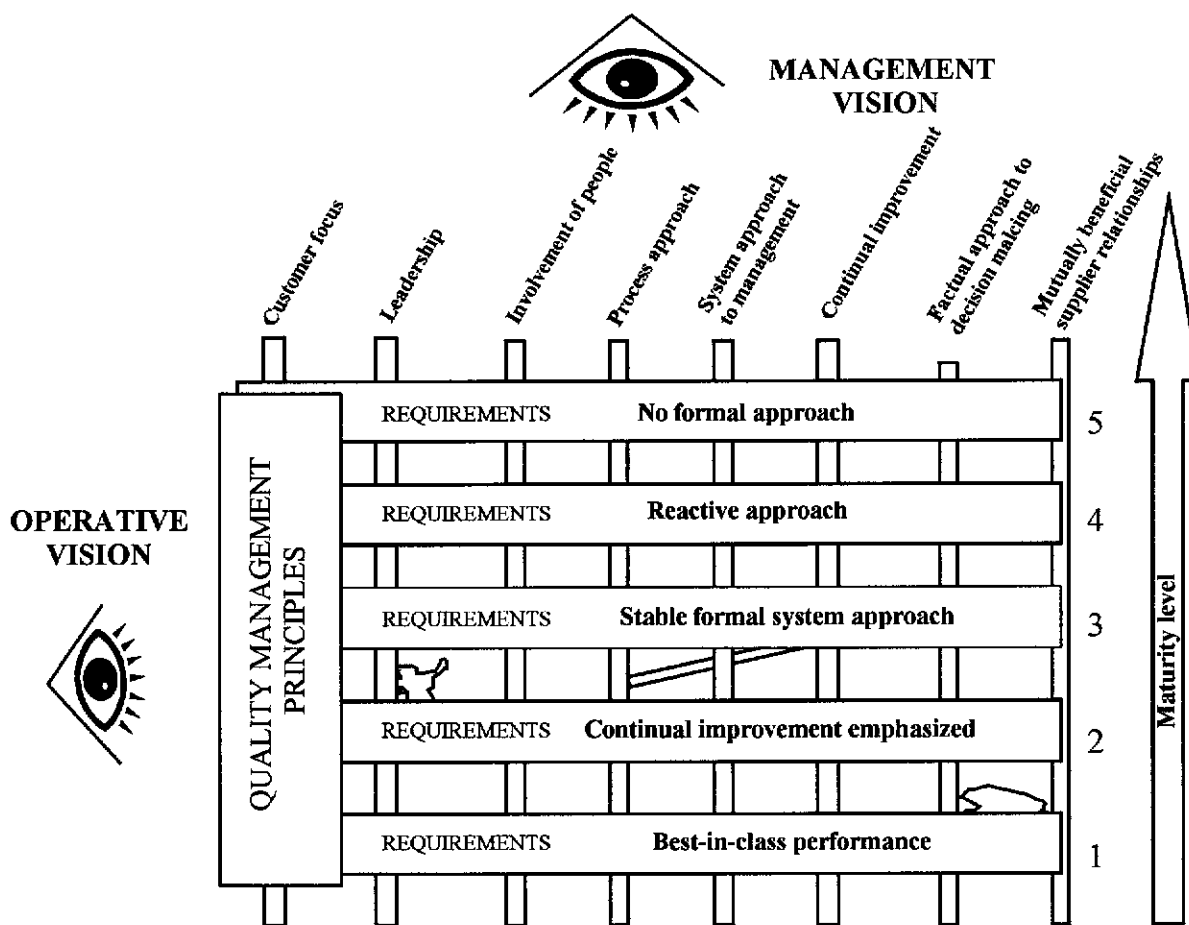 MANAGEMENT
VISION
Customer focus
Leadership
Involvement of people
Process approach
System approach
to management
Continual improvement
Factual approach to
decision malcing
Mutually beneficial
supplier relationships
REQUIREMENTS No formal approach 5
REQUIREMENTS Reactive approach 4
REQUIREMENTS Stable formal system approach 3
REQUIREMENTS Continual improvement emphasized 2
REQUIREMENTS Best-in-class performance 1
QUALITY MANAGEMENT
PRINCIPLES
OPERATIVE
VISION
Maturity level